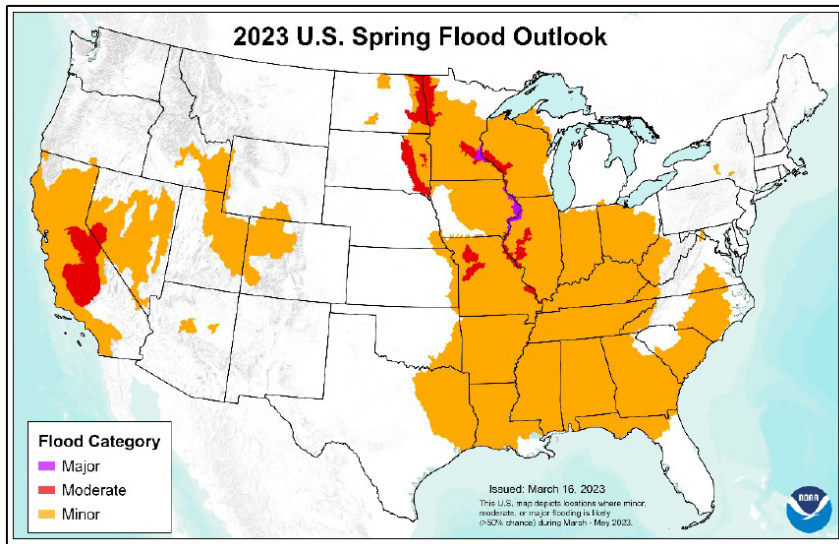 2023 U.S. Spring Flood Outlook
Flood Category
Major
Moderate
Minor
Issued: March 16, 2023
This U.S. map depicts locations where minor,
moderate, or major flooding is likely
(>50% chance) during March - May 2023.
NOAA